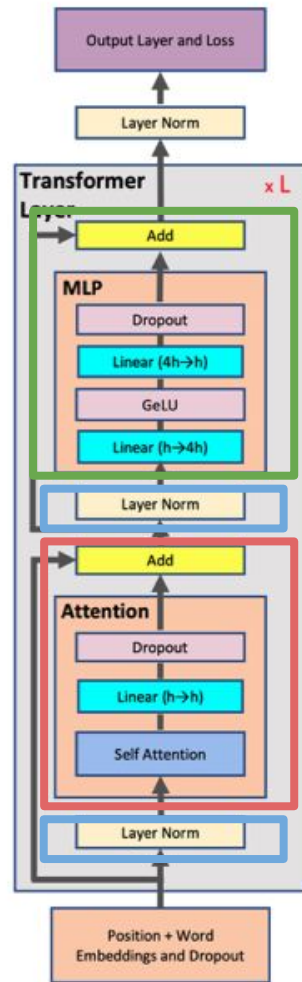 Output Layer and Loss
Layer Norm
Transformer
Layer
x L
Add
MLP
Dropout
Linear (4h→h)
GeLU
Linear (h→4h)
Layer Norm
Add
Attention
Dropout
Linear (h→h)
Self Attention
Layer Norm
Position + Word
Embeddings and Dropout